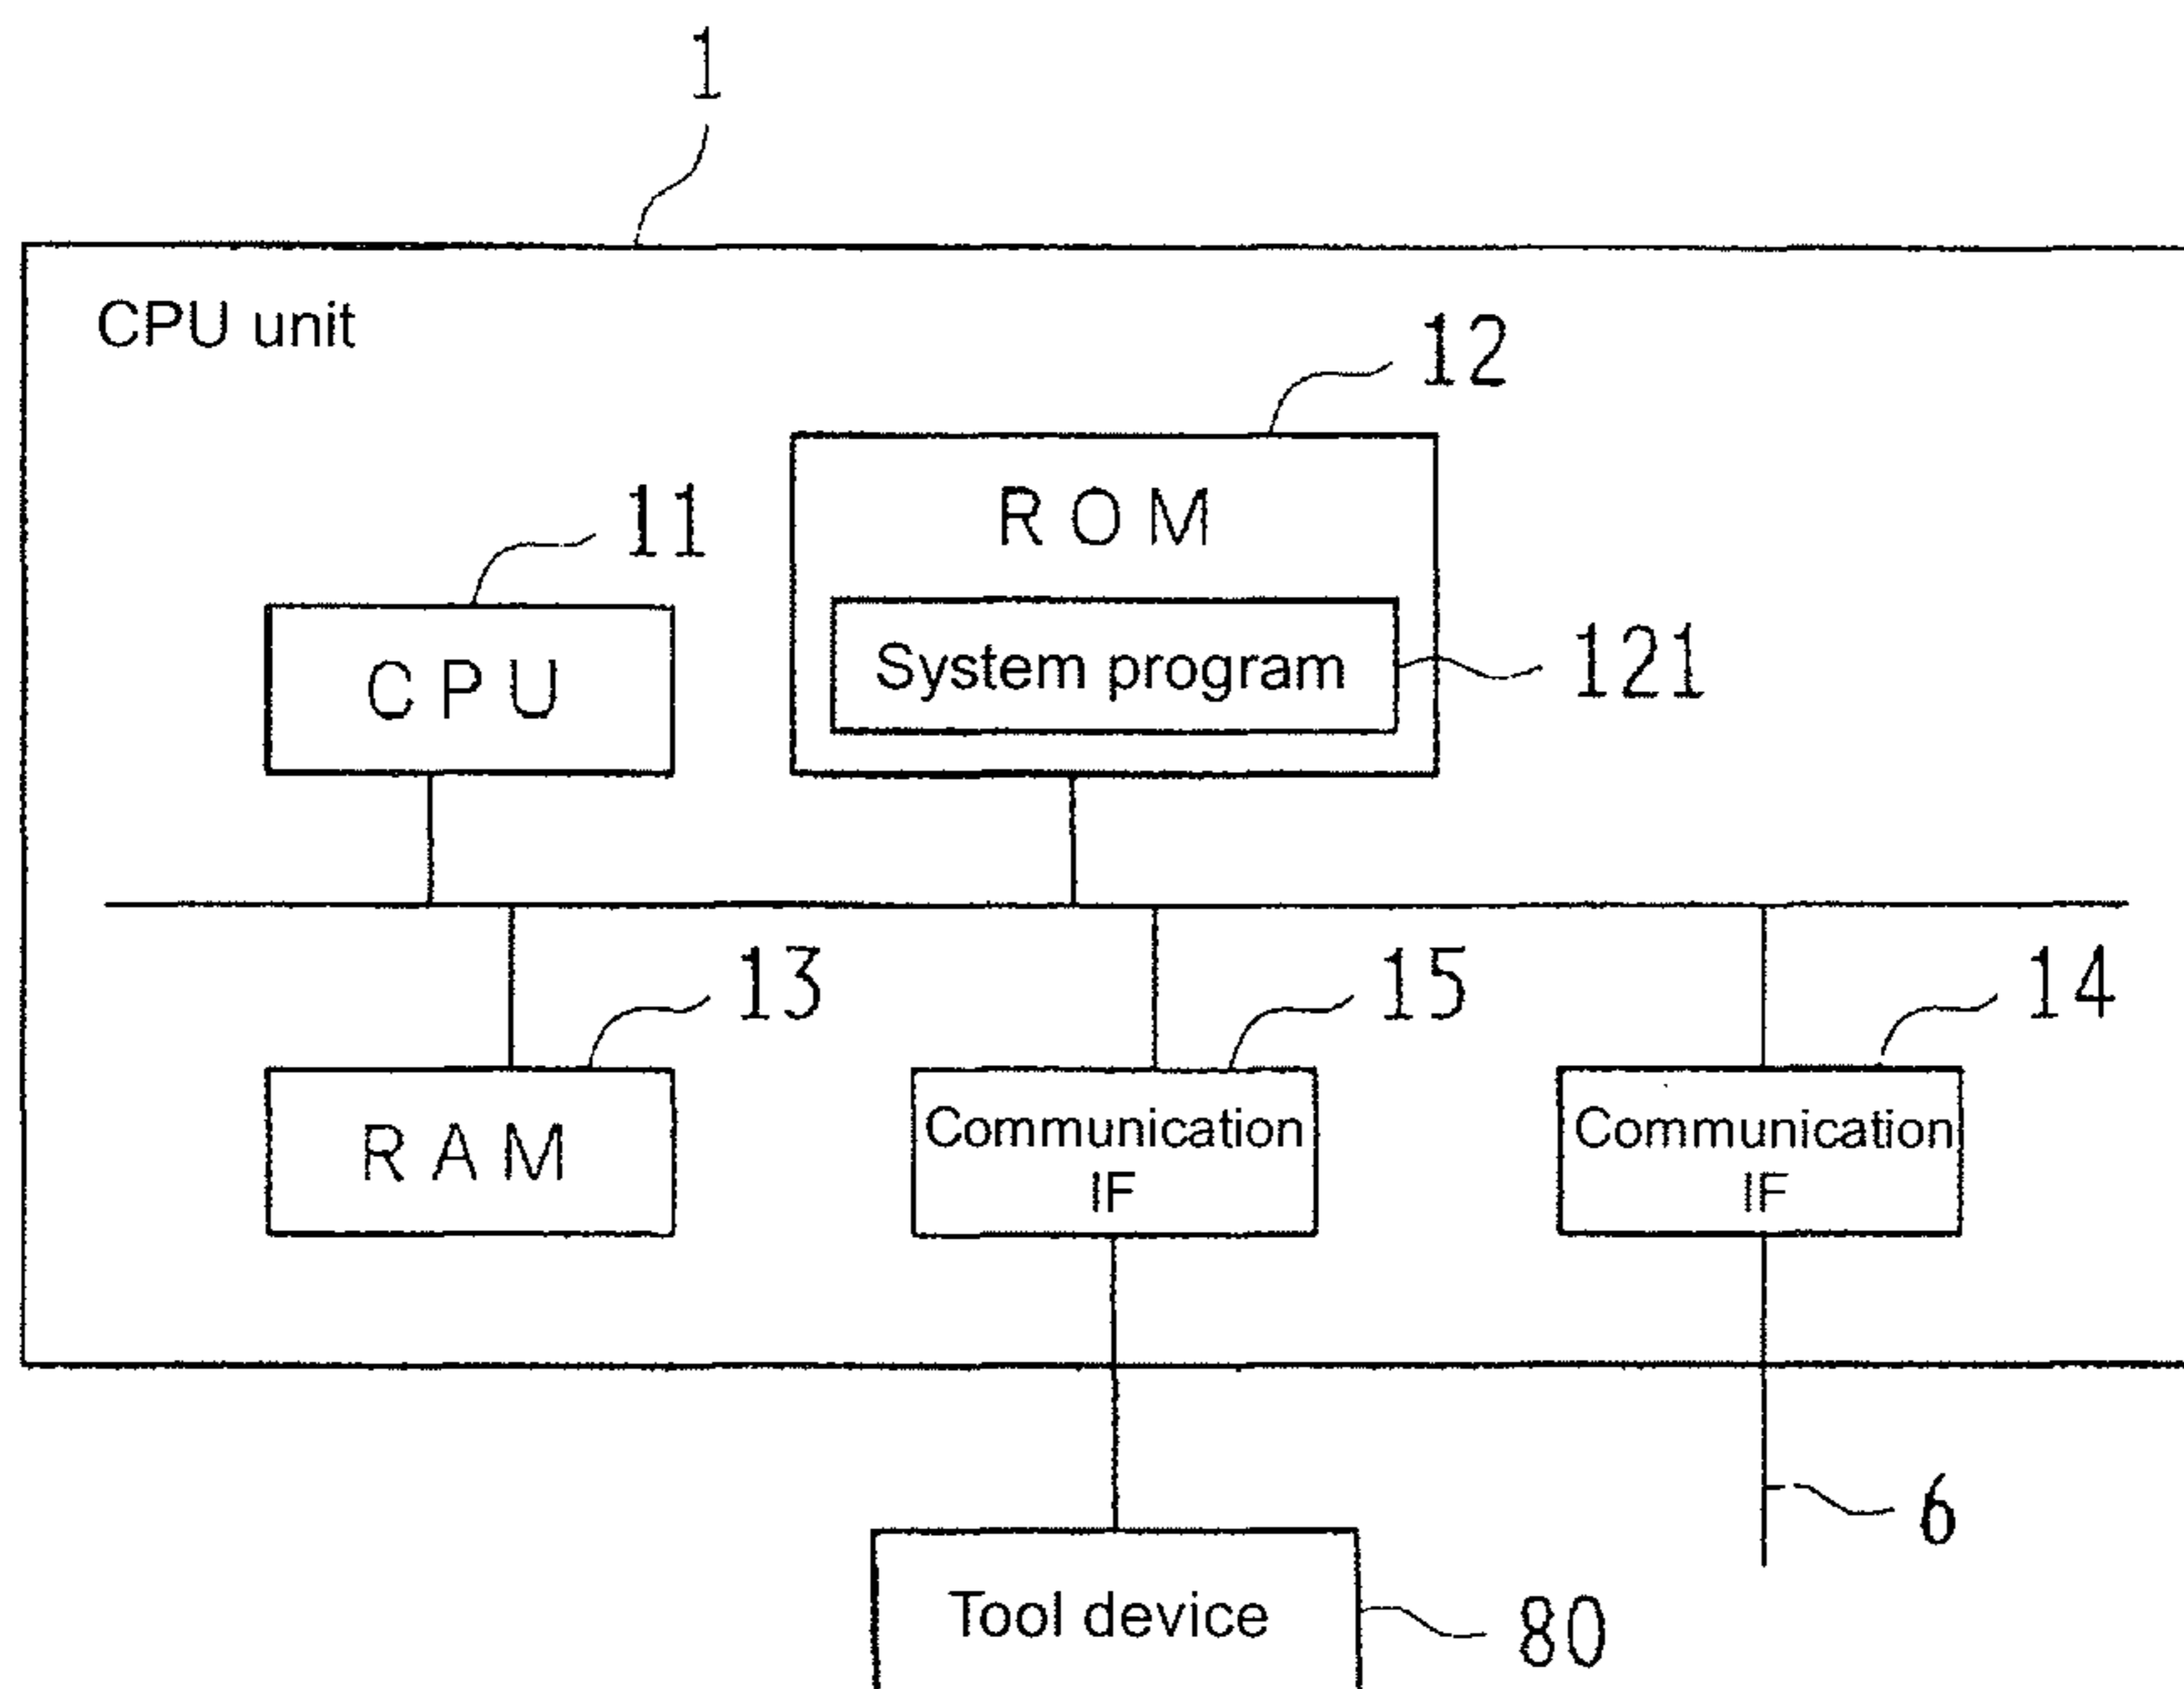 1
CPU unit
12
ROM
11
System program
121
CPU
13
15
14
RAM
Communication
IF
Communication
IF
6
Tool device
80